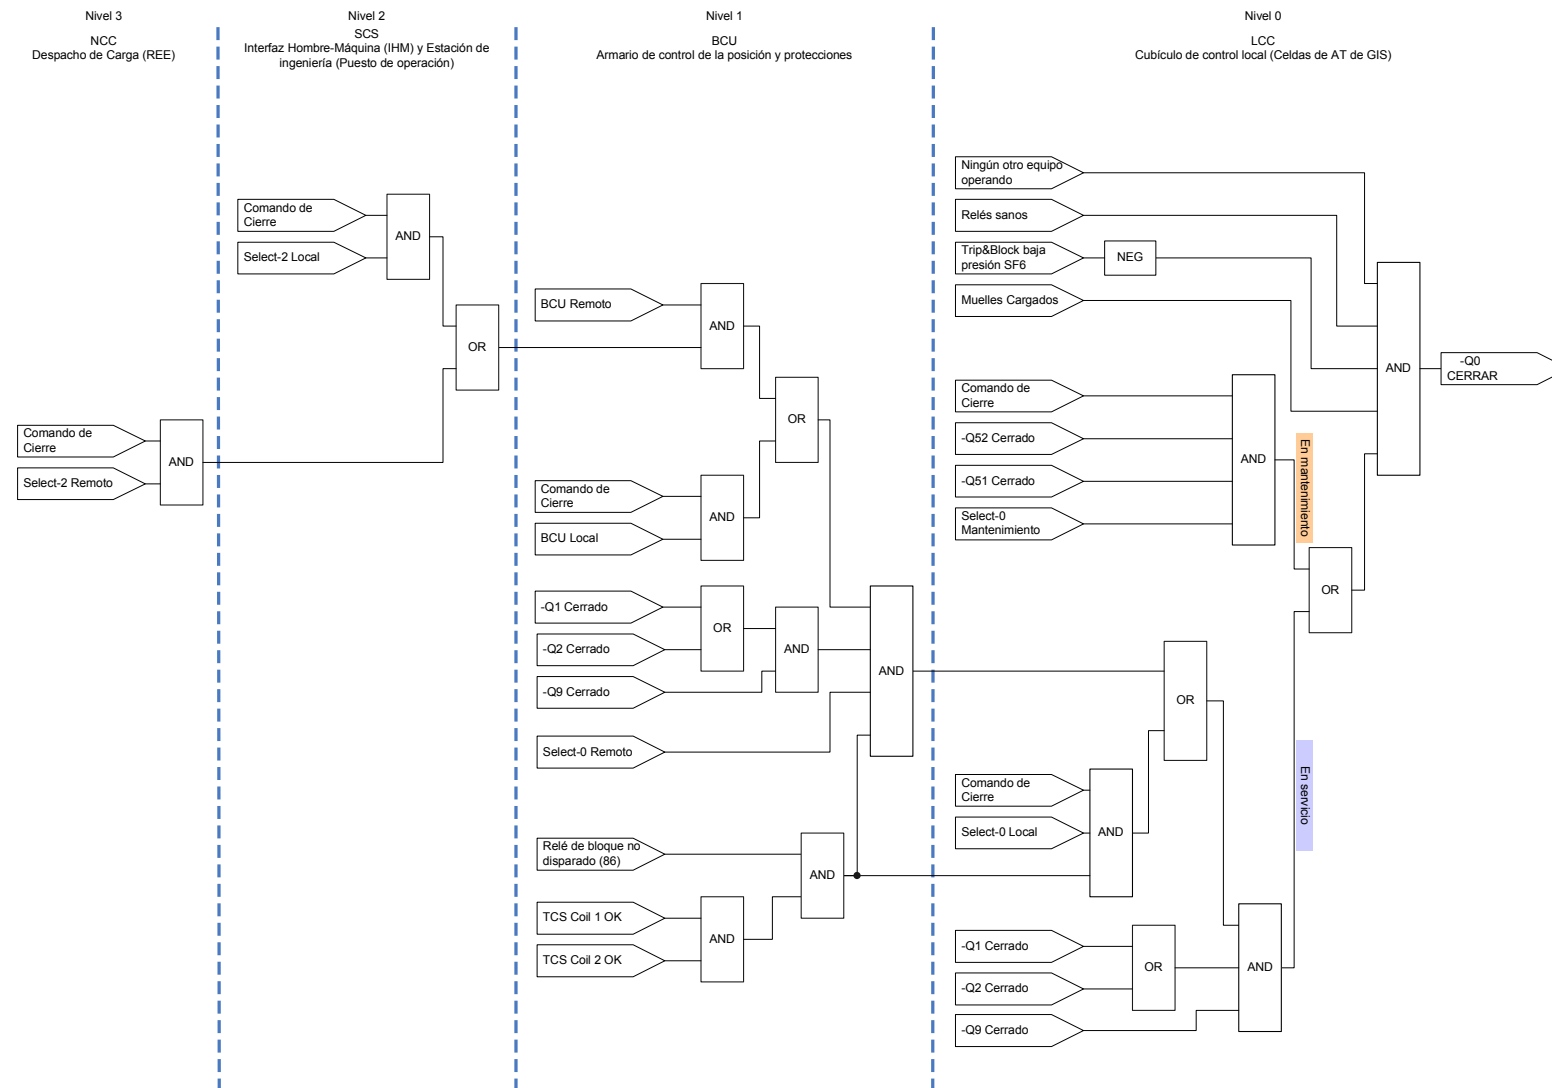 Nivel 3
NCC
Despacho de Carga (REE)
Comando de
Cierre
Select-2 Remoto
AND
Nivel 2
SCS
Interfaz Hombre-Máquina (IHM) y Estación de
ingeniería (Puesto de operación)
Comando de
Cierre
Select-2 Local
AND
OR
Nivel 1
BCU
Armario de control de la posición y protecciones
BCU Remoto
AND
OR
Comando de
Cierre
BCU Local
AND
-Q1 Cerrado
-Q2 Cerrado
OR
-Q9 Cerrado
AND
AND
Select-0 Remoto
Relé de bloque no
disparado (86)
AND
TCS Coil 1 OK
TCS Coil 2 OK
AND
Nivel 0
LCC
Cubículo de control local (Celdas de AT de GIS)
Ningún otro equipo
operando
Relés sanos
Trip&Block baja
presión SF6
NEG
Muelles Cargados
AND
-Q0
CERRAR
Comando de
Cierre
-Q52 Cerrado
-Q51 Cerrado
Select-0
Mantenimiento
AND
En mantenimiento
OR
OR
Comando de
Cierre
Select-0 Local
AND
En servicio
-Q1 Cerrado
-Q2 Cerrado
OR
-Q9 Cerrado
AND